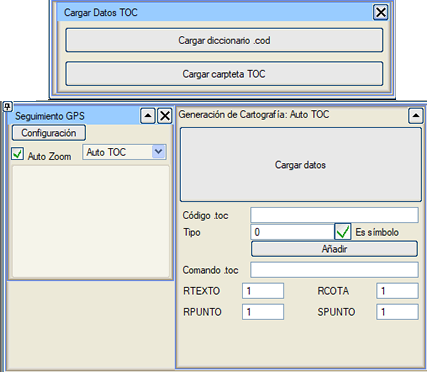 Cargar Datos TOC
Cargar diccionario .cod
Cargar carpteta TOC
Seguimiento GPS
Configuración
Auto Zoom
Auto TOC
Generación de Cartografía: Auto TOC
Cargar datos
Código .toc
Tipo 0 Es símbolo
Añadir
Comando .toc
RTEXTO 1 RCOTA 1
RPUNTO 1 SPUNTO 1